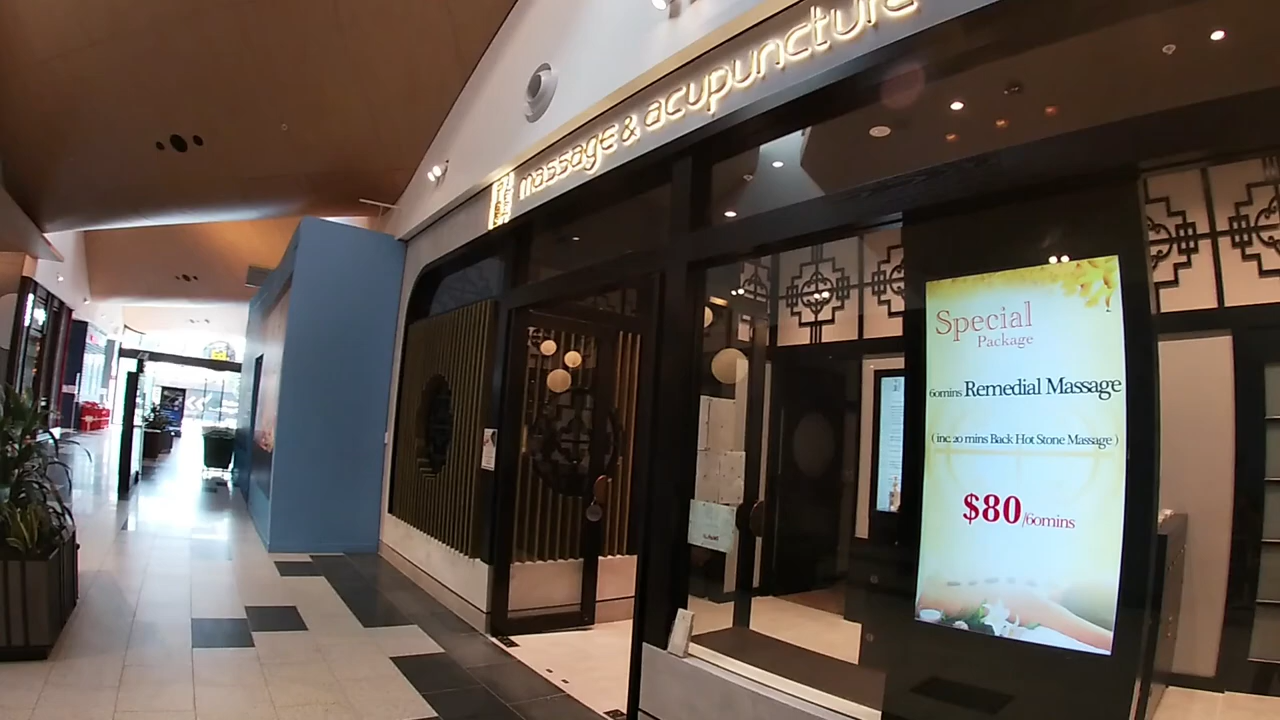 massage & acupuncture
Special
Package
60mins Remedial Massage
( inc. 20 mins Back Hot Stone Massage )
$80/60mins